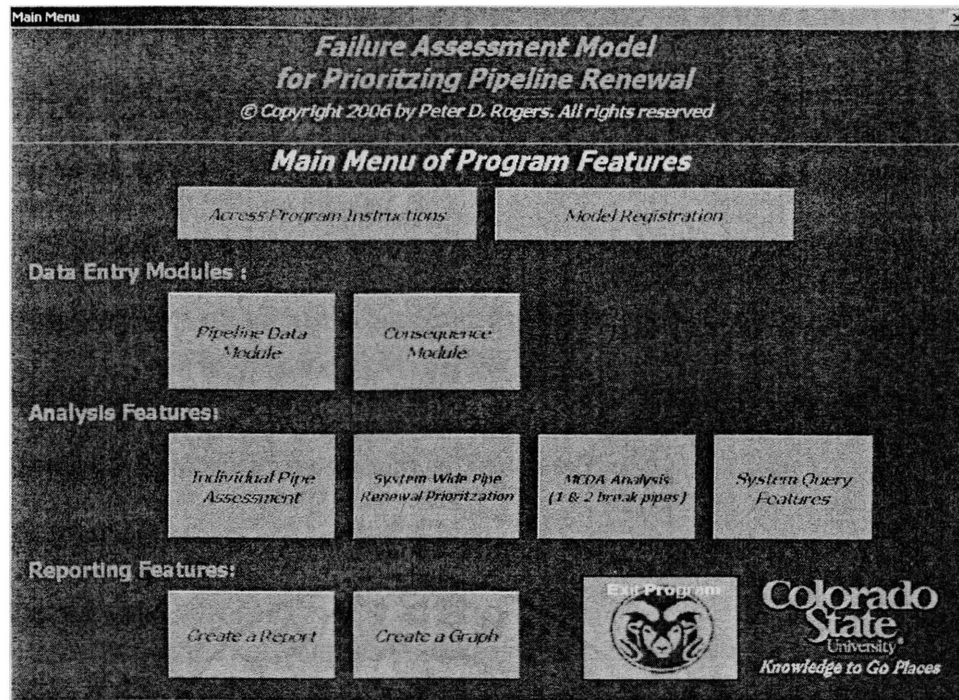 Main Menu
Failure Assessment Model
for Prioritzing Pipeline Renewal
© Copyright 2006 by Peter D. Rogers. All rights reserved
Main Menu of Program Features
Access Program Instructions
Model Registration
Data Entry Modules :
Pipeline Data
Module
Consequence
Module
Analysis Features:
Individual Pipe
Assessment
System-Wide Pipe
Renewal Prioritzation
MCDA Analysis
(1 & 2 break pipes)
System Query
Features
Reporting Features:
Create a Report
Create a Graph
Exit Program
Colorado
State
University
Knowledge to Go Places